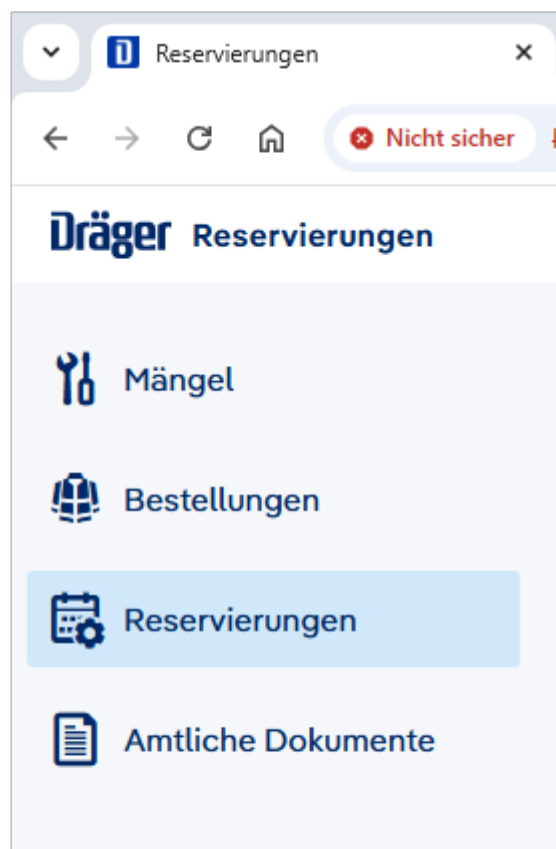 Reservierungen
Nicht sicher
Dräger Reservierungen
Mängel
Bestellungen
Reservierungen
Amtliche Dokumente